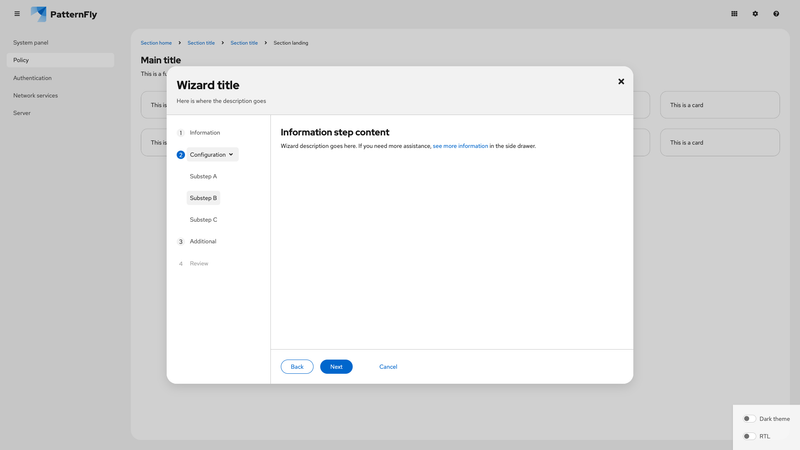 PatternFly
System panel
Policy
Authentication
Network services
Server
Section home
Section title
Section title
Section landing
Main title
This is a fu
This is
This is a card
This is
This is a card
Wizard title
Here is where the description goes
1 Information
2 Configuration
Substep A
Substep B
Substep C
3 Additional
4 Review
Information step content
Wizard description goes here. If you need more assistance, see more information in the side drawer.
Back
Next
Cancel
Dark theme
RTL